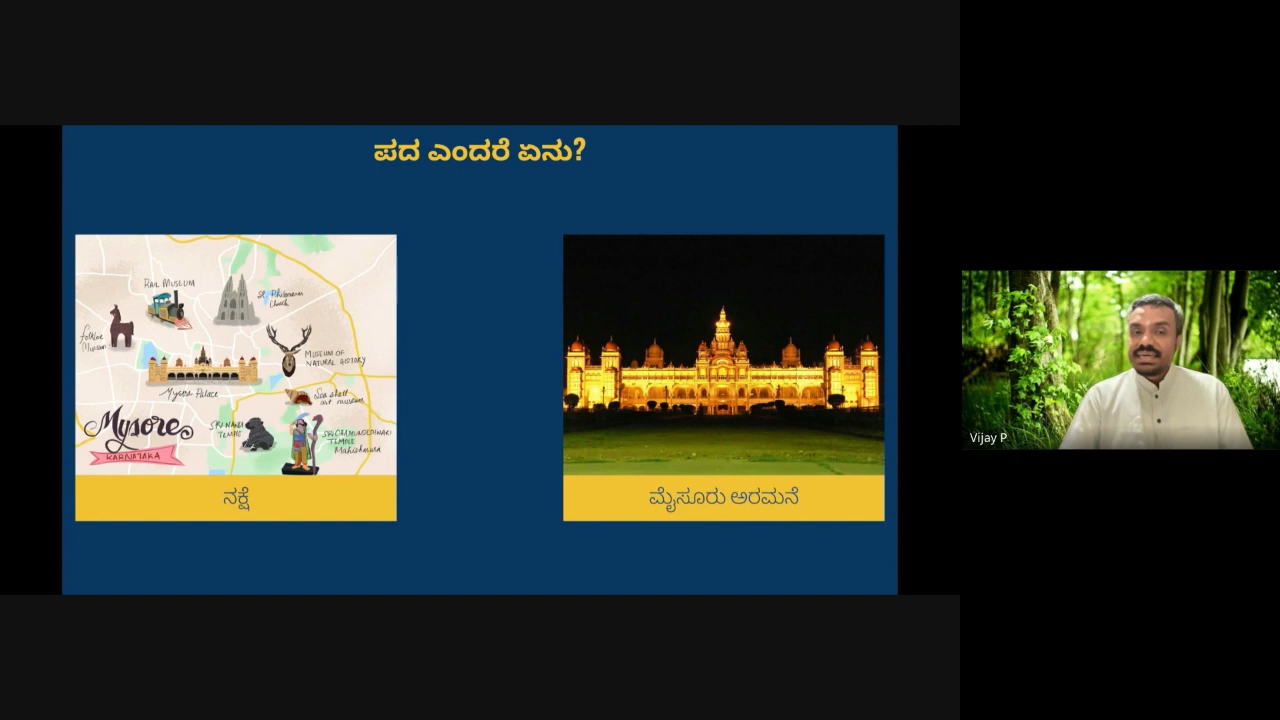 ಪದ ಎಂದರೆ ಏನು?
RAIL MUSEUM
St. Philomena
Church
Folklore
Museum
MUSEUM OF
NATURAL HISTORY
Mysore Palace
Sea shell
art museum
Mysore
KARNATAKA
SRI NANDI
TEMPLE
SRI CHAMUNDESHWARI
TEMPLE
Mahishasura
ನಕ್ಷೆ
ಮೈಸೂರು ಅರಮನೆ
Vijay P